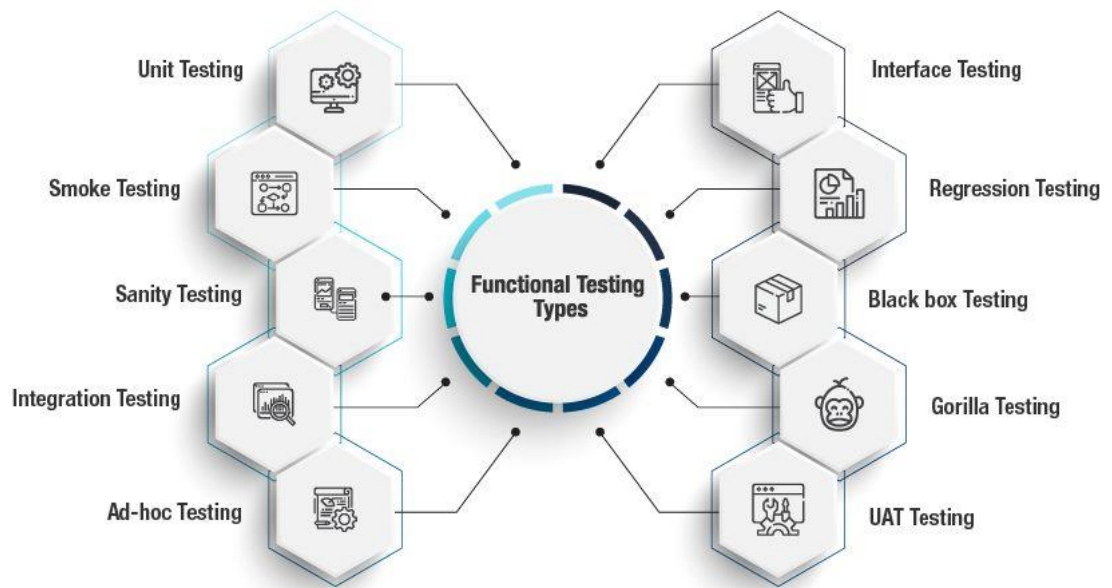 Unit Testing
Smoke Testing
Sanity Testing
Integration Testing
Ad-hoc Testing
Functional Testing
Types
Interface Testing
Regression Testing
Black box Testing
Gorilla Testing
UAT Testing